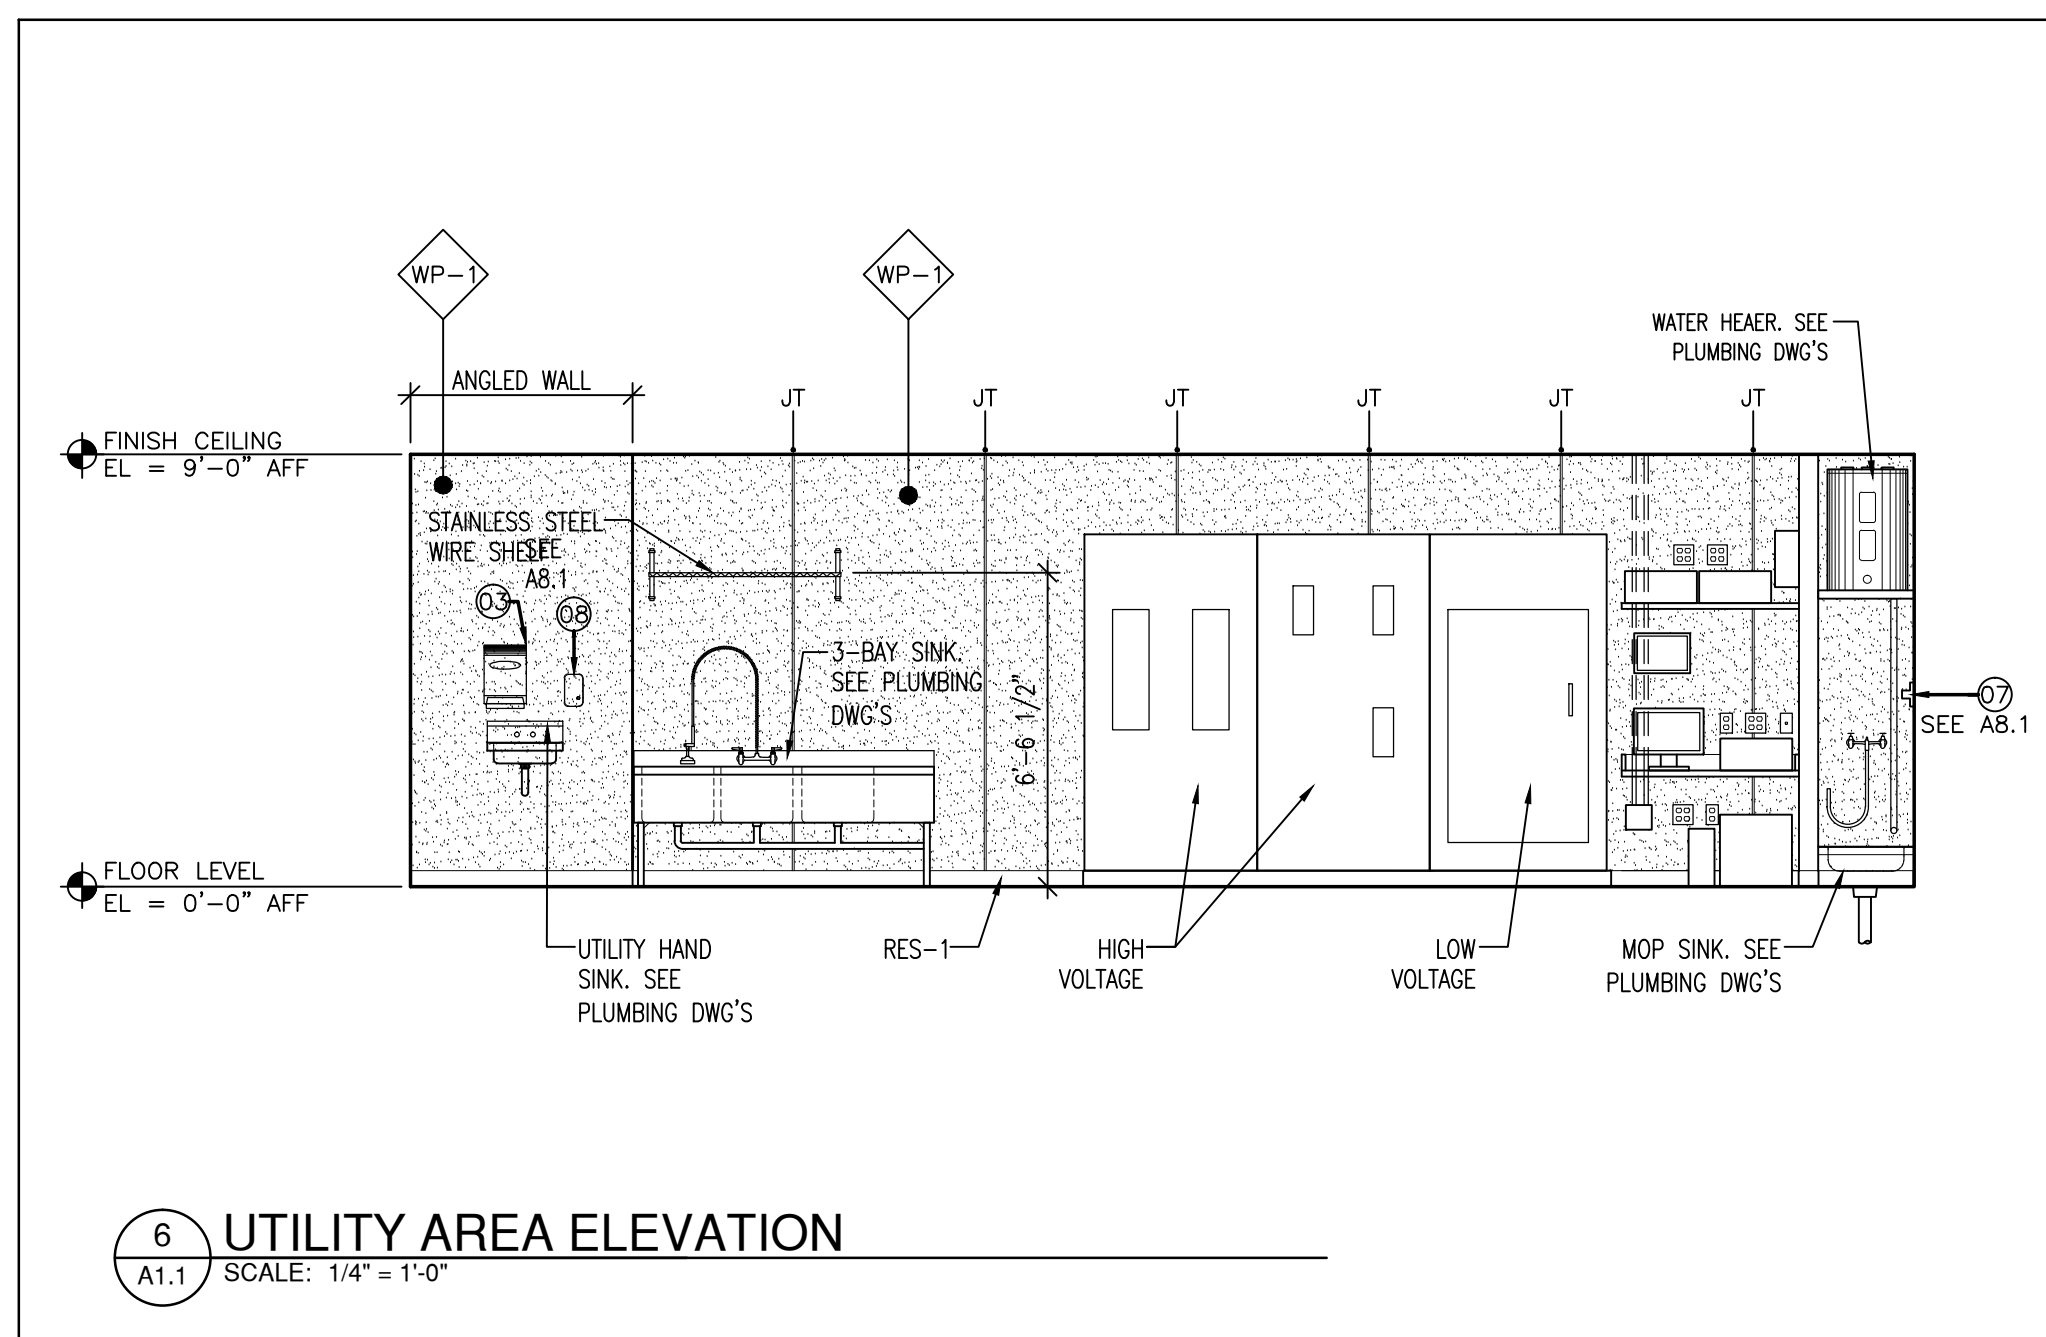 WP-1
WP-1
WATER HEAER. SEE
PLUMBING DWG'S
ANGLED WALL
JT
JT
JT
JT
JT
JT
FINISH CEILING
EL = 9'-0" AFF
STAINLESS STEEL
WIRE SHELF
SEE
A8.1
03
08
3-BAY SINK.
SEE PLUMBING
DWG'S
6'-6 1/2"
07
SEE A8.1
FLOOR LEVEL
EL = 0'-0" AFF
UTILITY HAND
SINK. SEE
PLUMBING DWG'S
RES-1
HIGH
VOLTAGE
LOW
VOLTAGE
MOP SINK. SEE
PLUMBING DWG'S
6
A1.1
UTILITY AREA ELEVATION
SCALE: 1/4" = 1'-0"